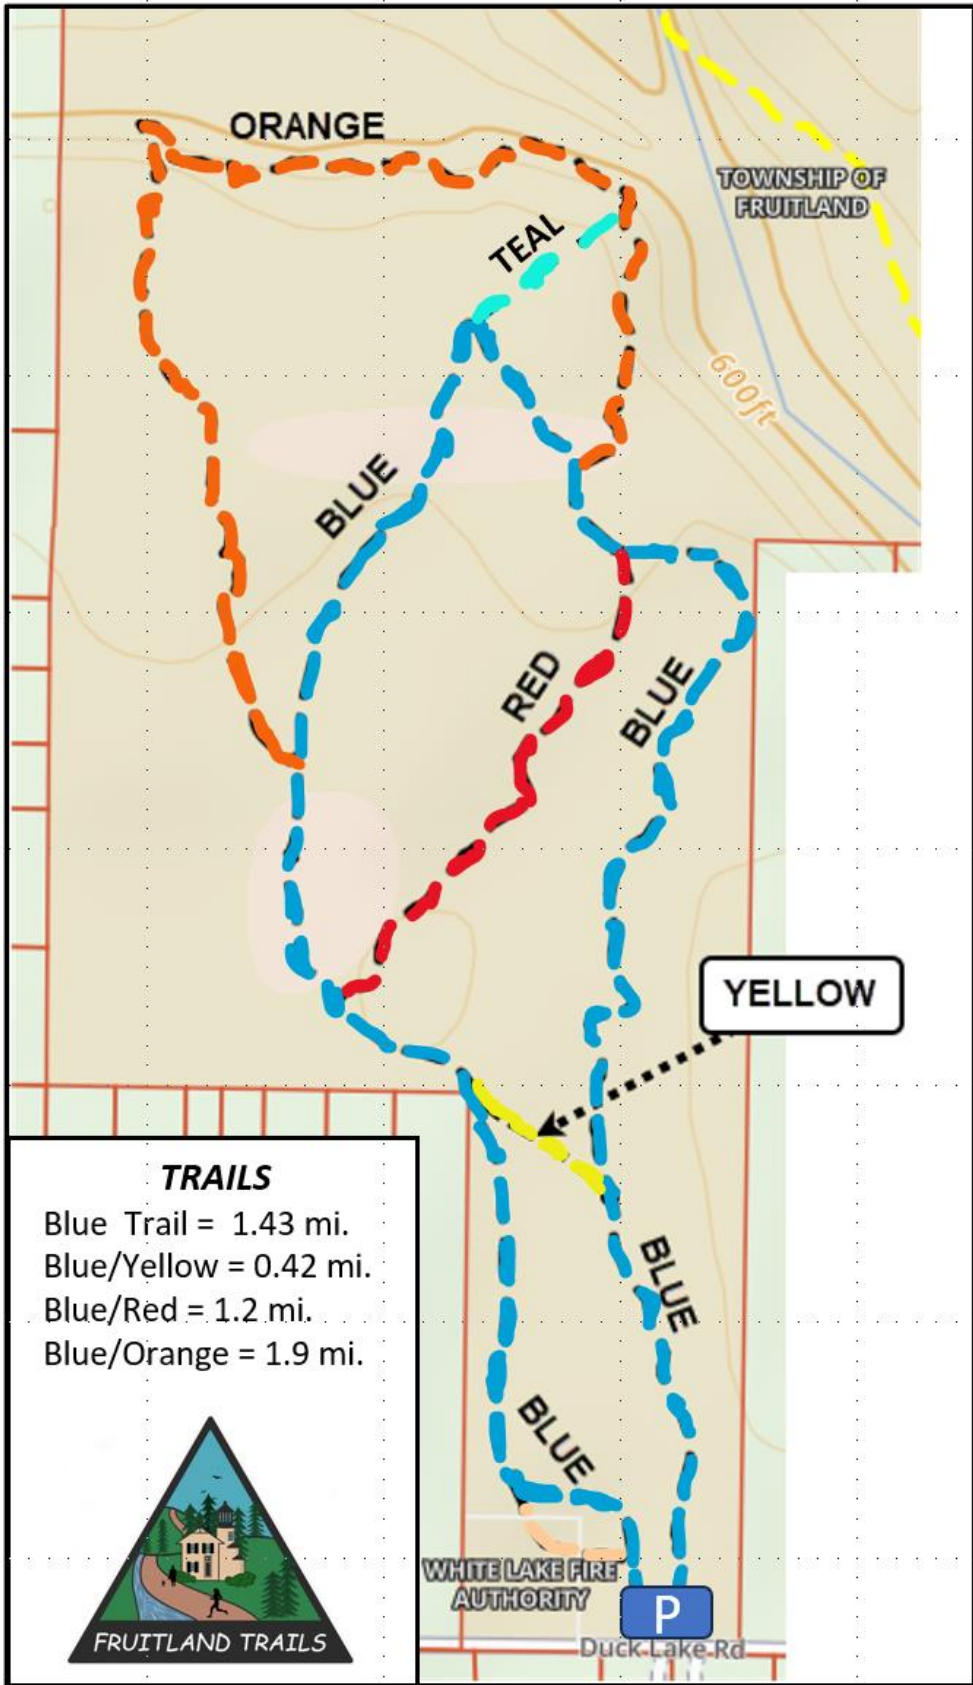 ORANGE
TOWNSHIP OF
FRUITLAND
TEAL
600ft
BLUE
RED
BLUE
YELLOW
TRAILS
Blue Trail = 1.43 mi.
Blue/Yellow = 0.42 mi.
Blue/Red = 1.2 mi.
Blue/Orange = 1.9 mi.
BLUE
BLUE
WHITE LAKE FIRE
AUTHORITY
P
FRUITLAND TRAILS
Duck Lake Rd